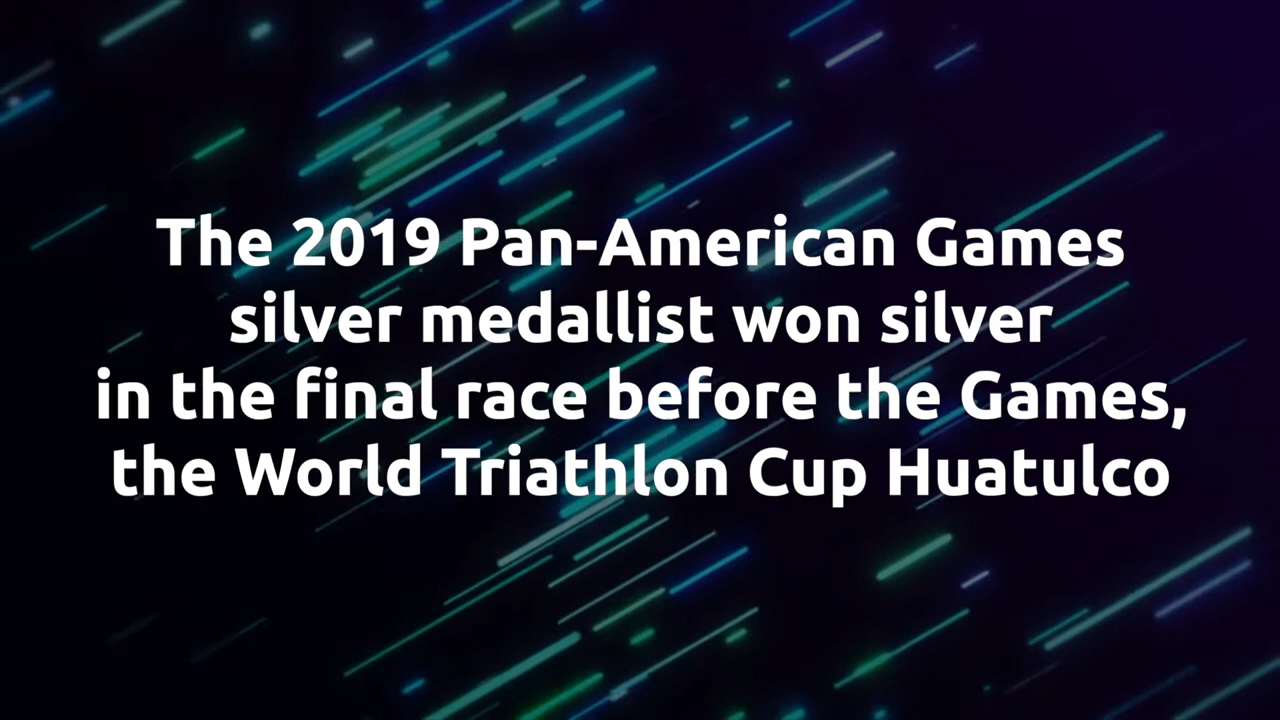 The 2019 Pan-American Games
silver medallist won silver
in the final race before the Games,
the World Triathlon Cup Huatulco